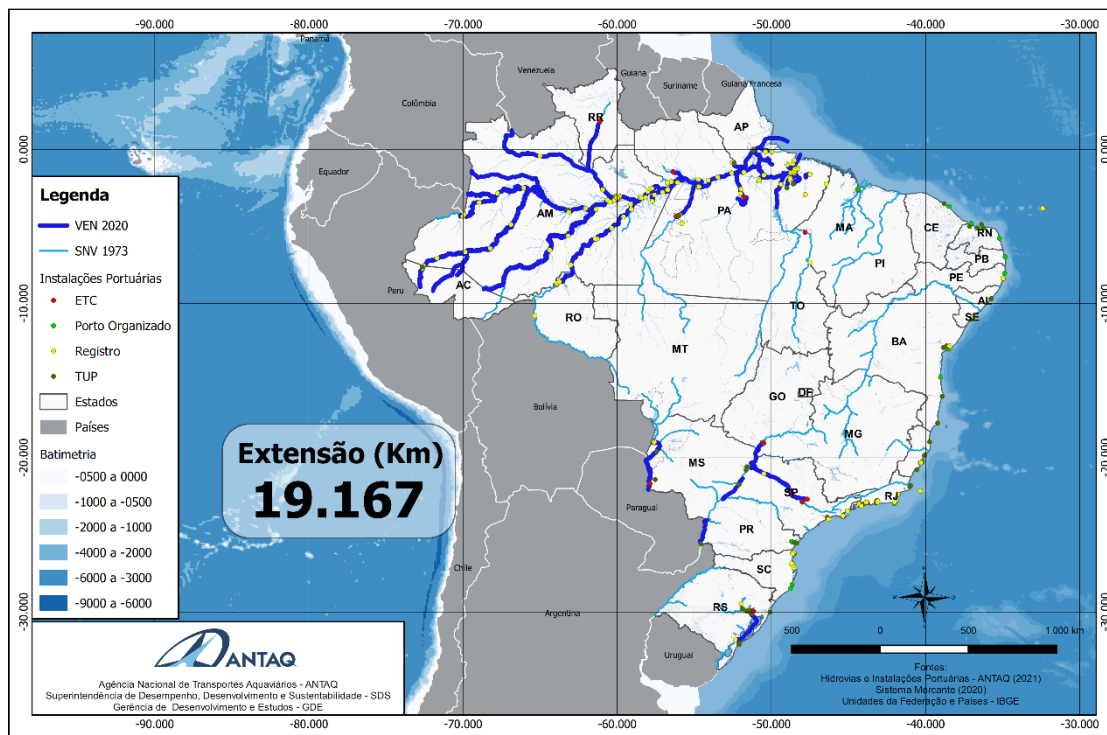 -90.000 -80.000 -70.000 -60.000 -50.000 -40.000 -30.000
Panamá
Venezuela
Guiana
Suriname
Guiana Francesa
Colômbia
RR
AP
0.000 0.000
Equador
Legenda
VEN 2020
SNV 1973
Instalações Portuárias
ETC
Porto Organizado
Registro
TUP
Estados
Países
Batimetria
-0500 a 0000
-1000 a -0500
-2000 a -1000
-4000 a -2000
-6000 a -3000
-9000 a -6000
AM
PA
MA
CE
RN
PB
PI
PE
Peru
AC
-10.000 -10.000
AL
TO
SE
RO
BA
MT
GO
DF
Bolívia
MG
-20.000 -20.000
MS
Extensão (Km)
19.167
SP
RJ
Paraguai
PR
SC
Chile
-30.000 -30.000
RS
Argentina
Uruguai
500 0 500 1.000 km
N
S
ANTAQ
Agência Nacional de Transportes Aquaviários - ANTAQ
Superintendência de Desempenho, Desenvolvimento e Sustentabilidade - SDS
Gerência de Desenvolvimento e Estudos - GDE
Fontes:
Hidrovias e Instalações Portuárias - ANTAQ (2021)
Sistema Mercante (2020)
Unidades da Federação e Países - IBGE
-90.000 -80.000 -70.000 -60.000 -50.000 -40.000 -30.000